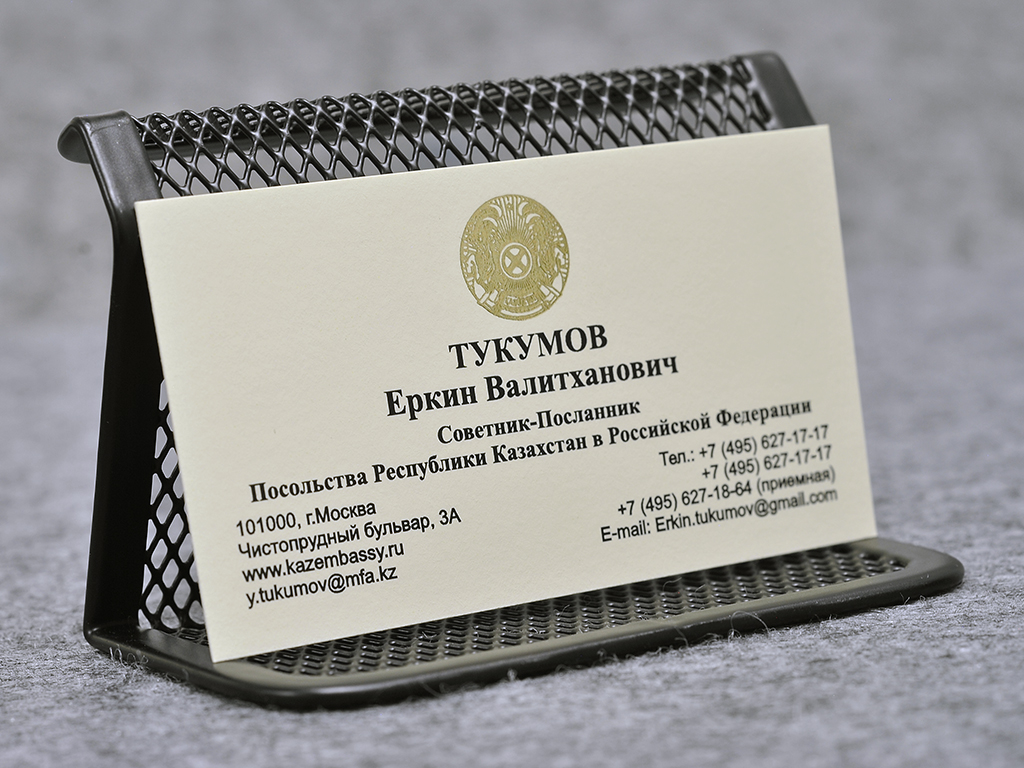 ТУКУМОВ
Еркин Валитханович
Советник-Посланник
Посольства Республики Казахстан в Российской Федерации
101000, г.Москва
Чистопрудный бульвар, 3А
www.kazembassy.ru
y.tukumov@mfa.kz
Тел.: +7 (495) 627-17-17
+7 (495) 627-17-17
+7 (495) 627-18-64 (приемная)
E-mail: Erkin.tukumov@gmail.com